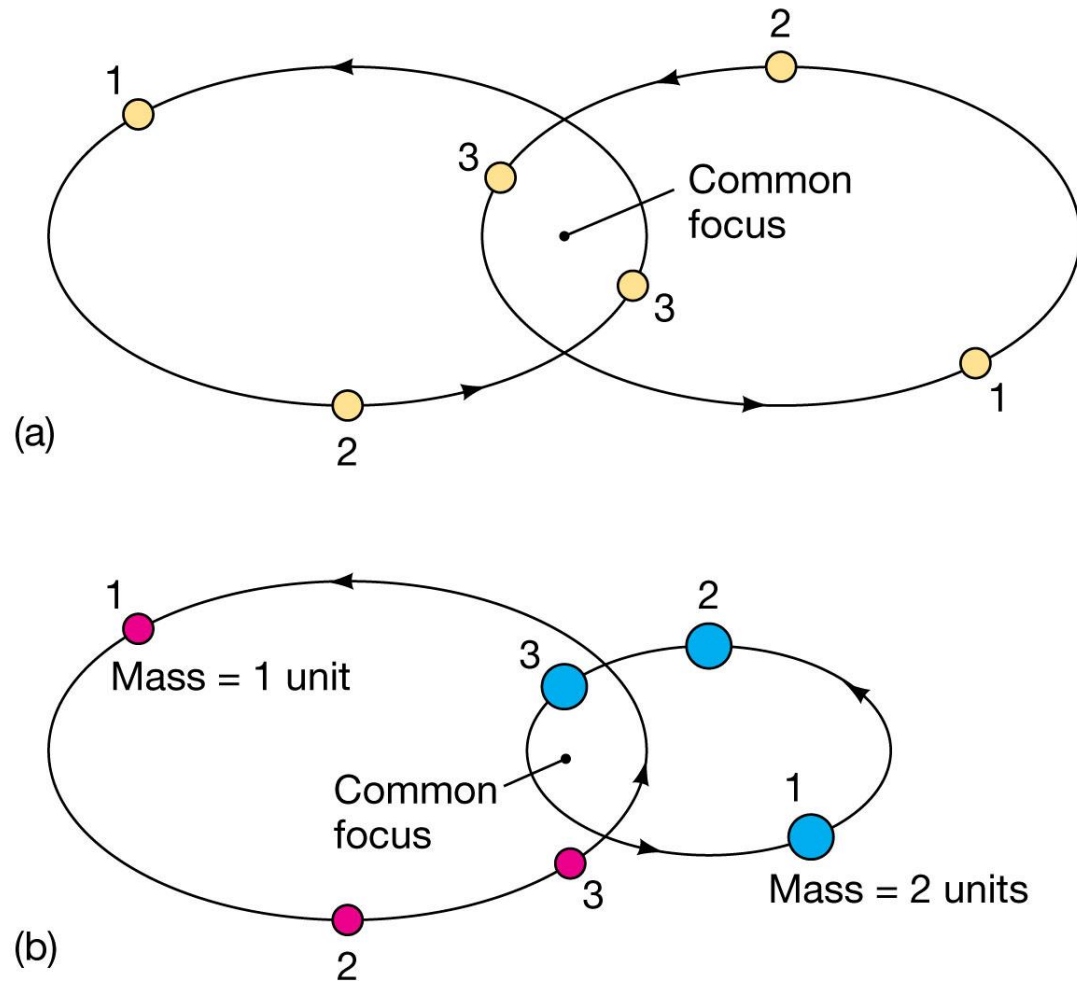 2
1
3
Common
focus
3
1
(a)
2
1
2
3
Mass = 1 unit
Common
focus
1
3
Mass = 2 units
(b)
2